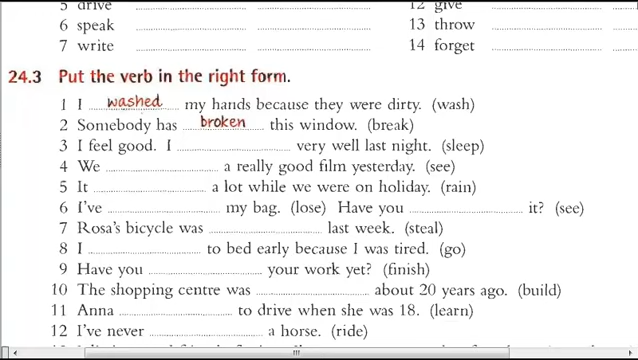 5 drive ........ ........ 12 give ........
6 speak ........ ........ 13 throw ........
7 write ........ ........ 14 forget ........
24.3 Put the verb in the right form.
1 I washed my hands because they were dirty. (wash)
2 Somebody has broken this window. (break)
3 I feel good. I ........ very well last night. (sleep)
4 We ........ a really good film yesterday. (see)
5 It ........ a lot while we were on holiday. (rain)
6 I've ........ my bag. (lose) Have you ........ it? (see)
7 Rosa's bicycle was ........ last week. (steal)
8 I ........ to bed early because I was tired. (go)
9 Have you ........ your work yet? (finish)
10 The shopping centre was ........ about 20 years ago. (build)
11 Anna ........ to drive when she was 18. (learn)
12 I've never ........ a horse. (ride)